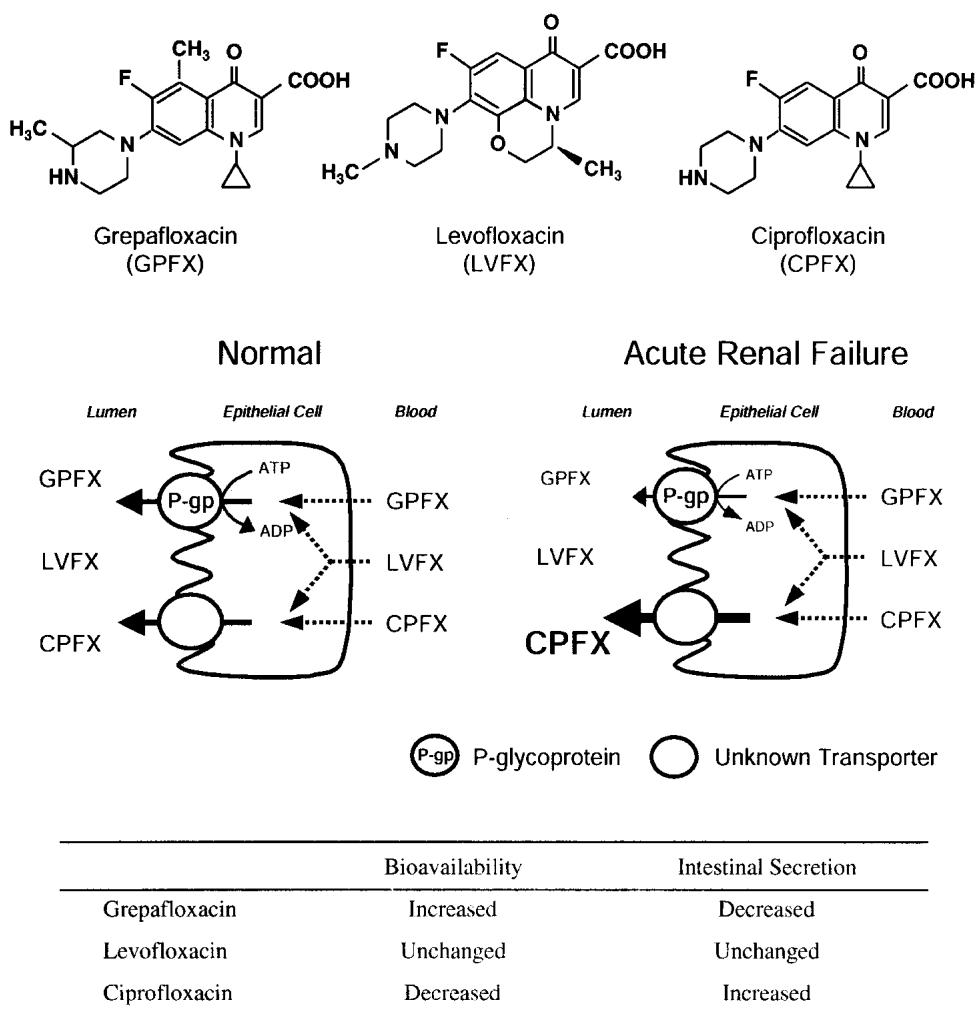 CH3 O
F COOH
H3C N
HN N
Grepafloxacin
(GPFX)
O
F COOH
N N
N O
H3C CH3
Levofloxacin
(LVFX)
O
F COOH
N N
HN
Ciprofloxacin
(CPFX)
Normal
Lumen Epithelial Cell Blood
GPFX P-gp ATP GPFX
ADP
LVFX LVFX
CPFX CPFX
Acute Renal Failure
Lumen Epithelial Cell Blood
GPFX P-gp ATP GPFX
ADP
LVFX LVFX
CPFX CPFX
P-gp P-glycoprotein Unknown Transporter
Bioavailability Intestinal Secretion
Grepafloxacin Increased Decreased
Levofloxacin Unchanged Unchanged
Ciprofloxacin Decreased Increased